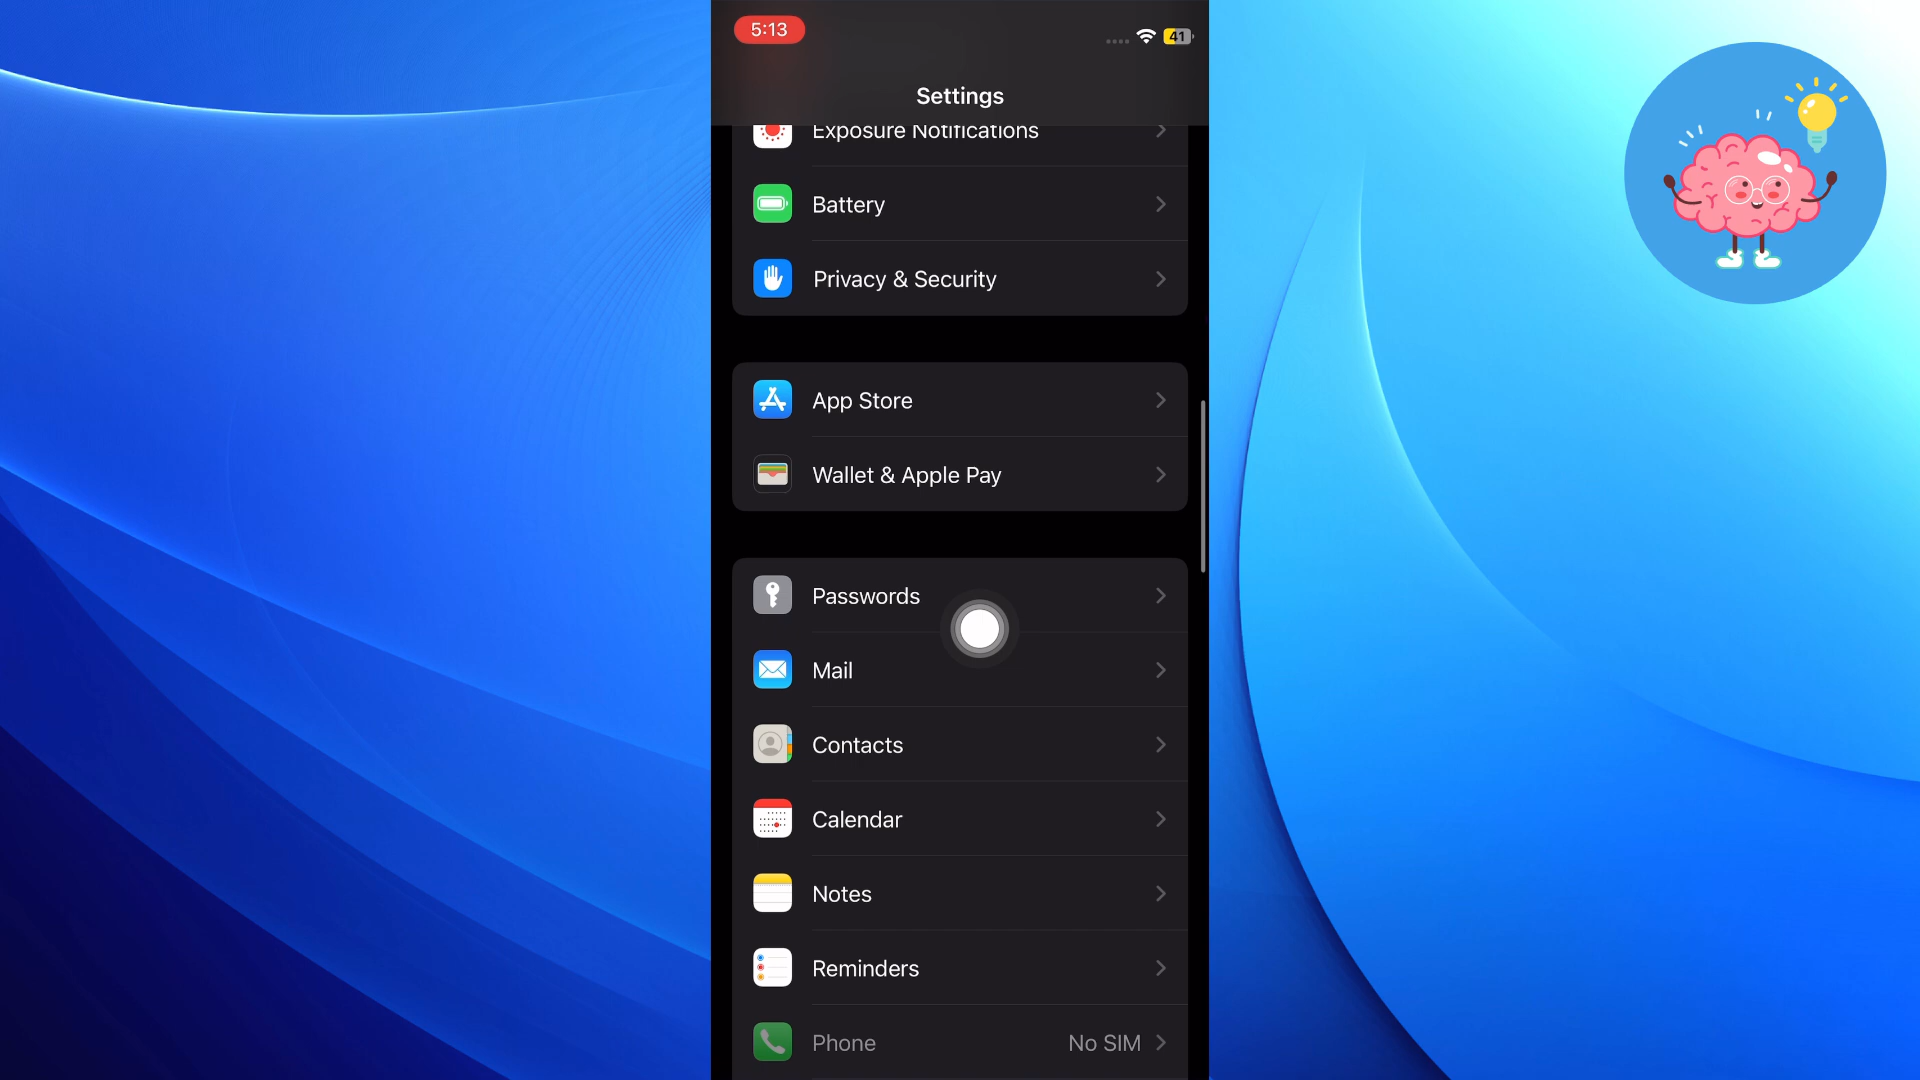 5:13
41
Settings
Exposure Notifications
Battery
Privacy & Security
App Store
Wallet & Apple Pay
Passwords
Mail
Contacts
Calendar
Notes
Reminders
Phone No SIM